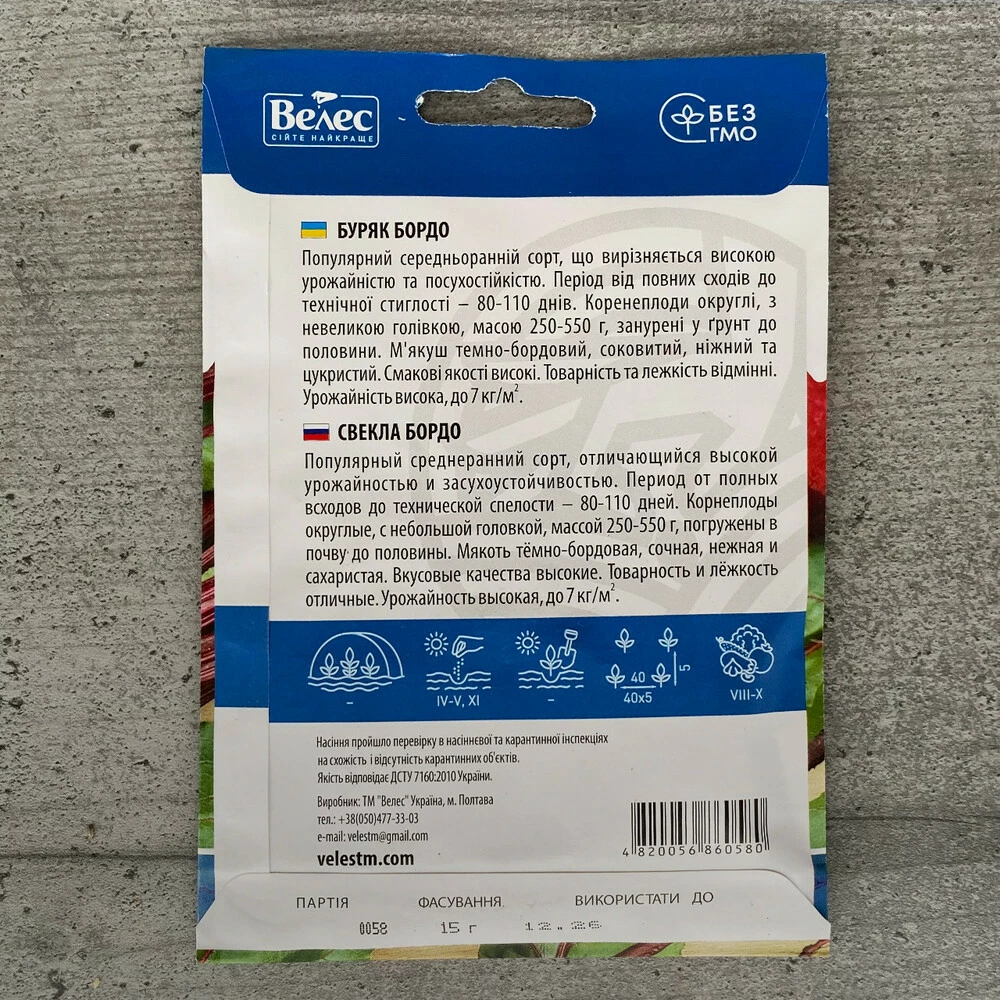 Велес
СІЙТЕ НАЙКРАЩЕ
БЕЗ
ГМО
БУРЯК БОРДО
Популярний середньоранній сорт, що вирізняється високою
урожайністю та посухостійкістю. Період від повних сходів до
технічної стиглості – 80-110 днів. Коренеплоди округлі, з
невеликою голівкою, масою 250-550 г, занурені у ґрунт до
половини. М'якуш темно-бордовий, соковитий, ніжний та
цукристий. Смакові якості високі. Товарність та лежкість відмінні.
Урожайність висока, до 7 кг/м².
СВЕКЛА БОРДО
Популярный среднеранний сорт, отличающийся высокой
урожайностью и засухоустойчивостью. Период от полных
всходов до технической спелости – 80-110 дней. Корнеплоды
округлые, с небольшой головкой, массой 250-550 г, погружены в
почву до половины. Мякоть тёмно-бордовая, сочная, нежная и
сахаристая. Вкусовые качества высокие. Товарность и лёжкость
отличные. Урожайность высокая, до 7 кг/м².
40 5
– IV-V, XI – 40х5 VIII-X
Насіння пройшло перевірку в насіннєвої та карантинної інспекціях
на схожість і відсутність карантинних об'єктів.
Якість відповідає ДСТУ 7160:2010 України.
Виробник: ТМ "Велес" Україна, м. Полтава
тел.: +38(050)477-33-03
e-mail: velestm@gmail.com
velestm.com
4 820056 860580
ПАРТІЯ ФАСУВАННЯ ВИКОРИСТАТИ ДО
0058 15 г 12.26